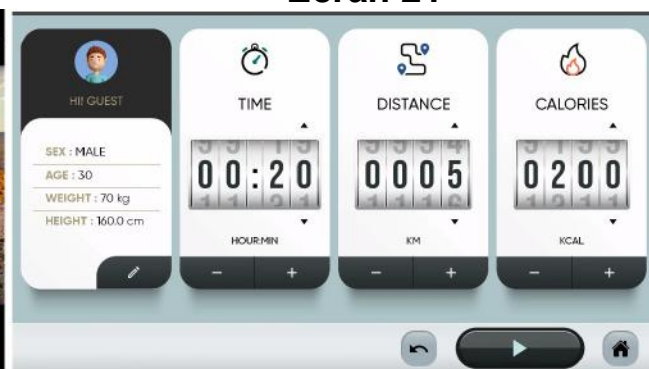 HI! GUEST
SEX : MALE
AGE : 30
WEIGHT : 70 kg
HEIGHT : 160.0 cm
TIME
00:20
HOUR:MIN
- +
DISTANCE
0005
KM
- +
CALORIES
0200
KCAL
- +